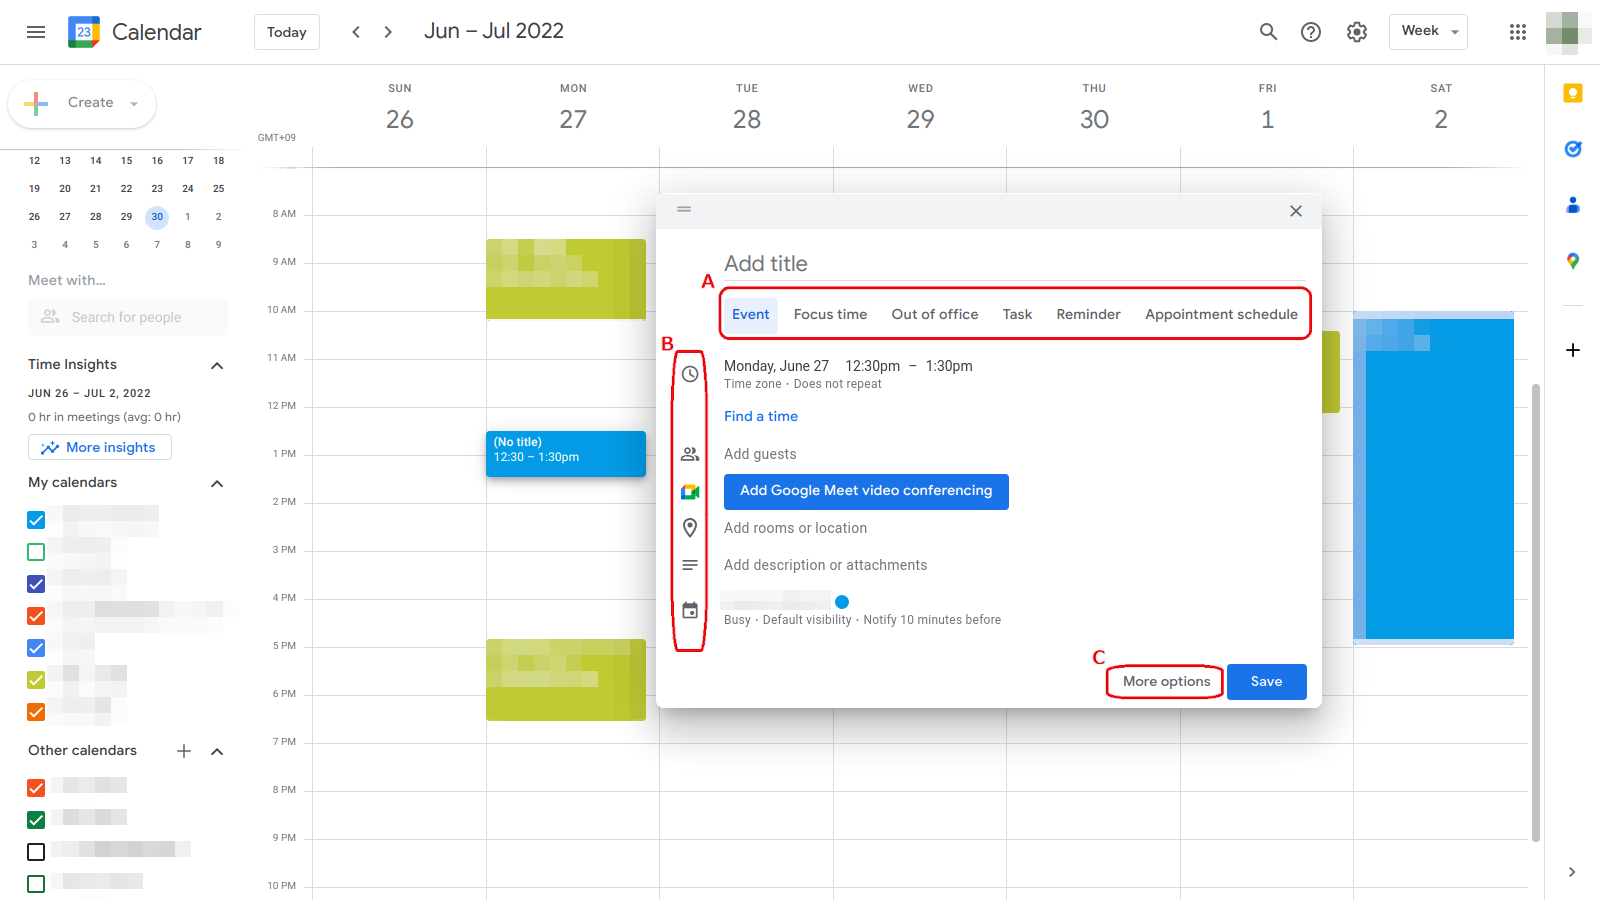 23 Calendar
Today
Jun – Jul 2022
Week
Create
SUN MON TUE WED THU FRI SAT
26 27 28 29 30 1 2
GMT+09
12 13 14 15 16 17 18
19 20 21 22 23 24 25
26 27 28 29 30 1 2
3 4 5 6 7 8 9
Meet with...
Search for people
Time Insights
JUN 26 – JUL 2, 2022
0 hr in meetings (avg: 0 hr)
More insights
My calendars
Other calendars
8 AM
9 AM
10 AM
11 AM
12 PM
1 PM
2 PM
3 PM
4 PM
5 PM
6 PM
7 PM
8 PM
9 PM
10 PM
(No title)
12:30 – 1:30pm
Add title
A
Event Focus time Out of office Task Reminder Appointment schedule
B
Monday, June 27 12:30pm – 1:30pm
Time zone · Does not repeat
Find a time
Add guests
Add Google Meet video conferencing
Add rooms or location
Add description or attachments
Busy · Default visibility · Notify 10 minutes before
C
More options
Save